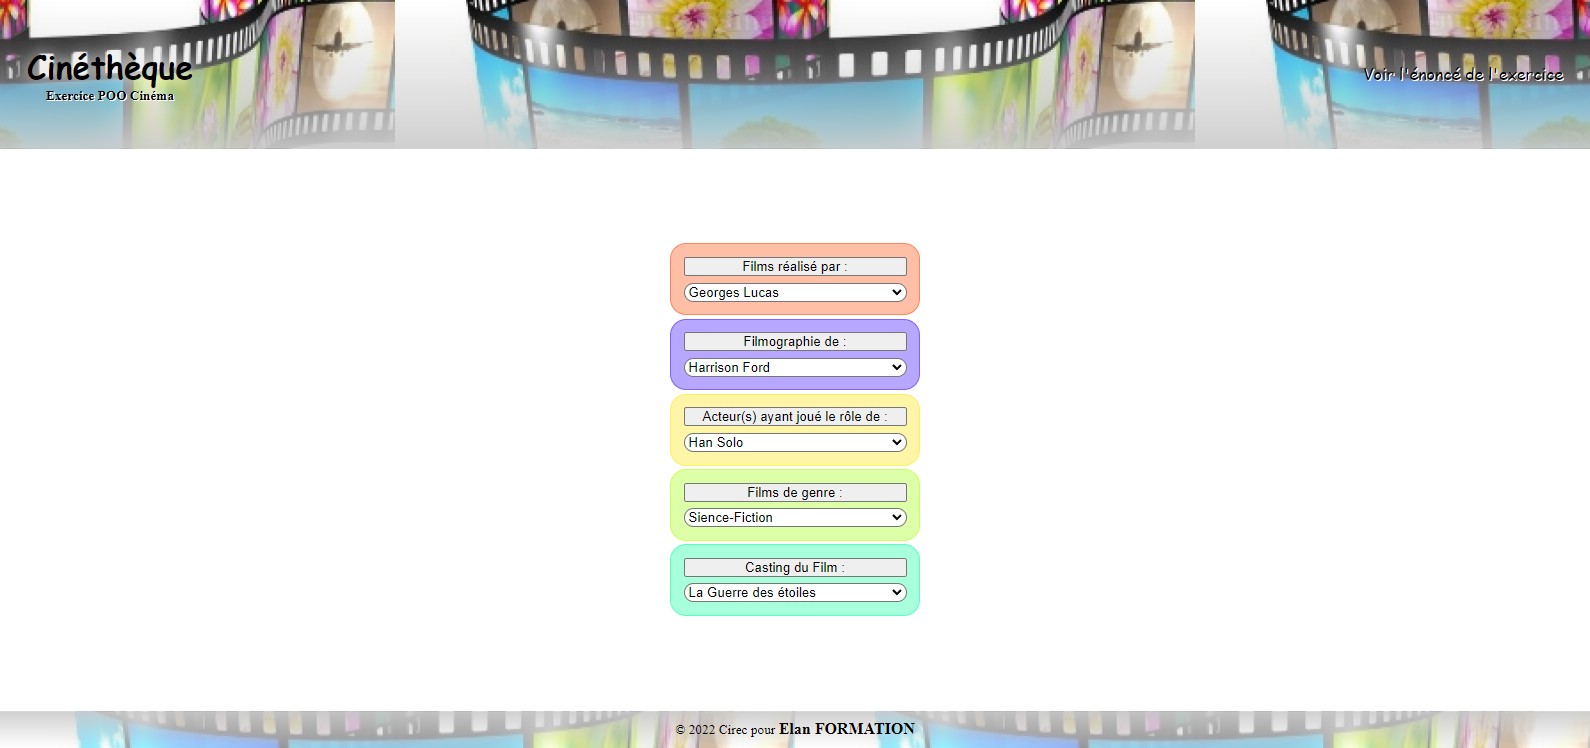 Cinéthèque
Exercice POO Cinéma
Voir l'énoncé de l'exercice
Films réalisé par :
Georges Lucas
Filmographie de :
Harrison Ford
Acteur(s) ayant joué le rôle de :
Han Solo
Films de genre :
Sience-Fiction
Casting du Film :
La Guerre des étoiles
© 2022 Cirec pour Elan FORMATION